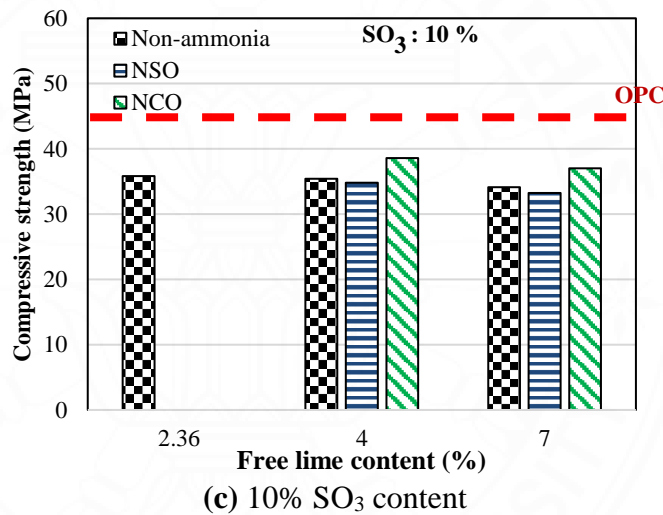 60
50
40
30
20
10
0
Compressive strength (MPa)
SO3 : 10 %
Non-ammonia
NSO
NCO
OPC
2.36 4 7
Free lime content (%)
(c) 10% SO3 content